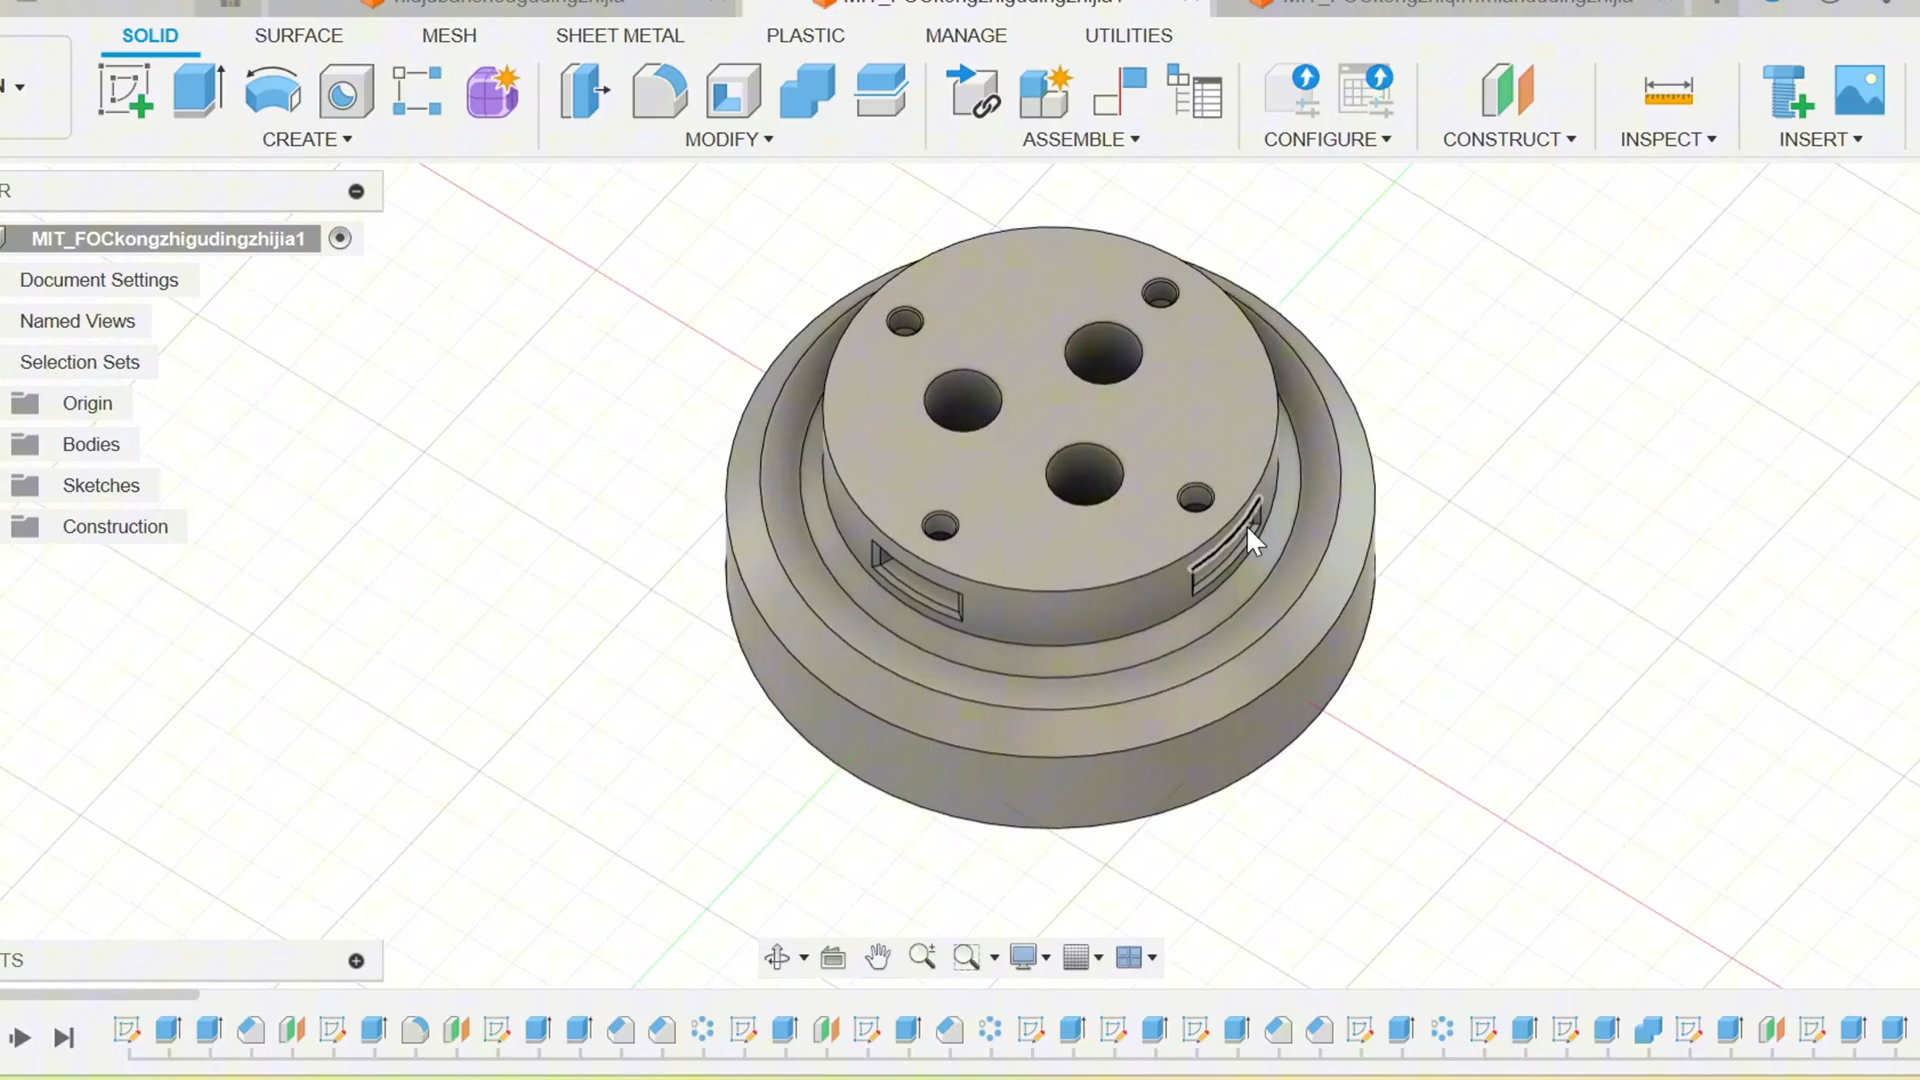 SOLID SURFACE MESH SHEET METAL PLASTIC MANAGE UTILITIES
CREATE MODIFY ASSEMBLE CONFIGURE CONSTRUCT INSPECT INSERT
MIT_FOCkongzhigudingzhijia1
Document Settings
Named Views
Selection Sets
Origin
Bodies
Sketches
Construction
TS